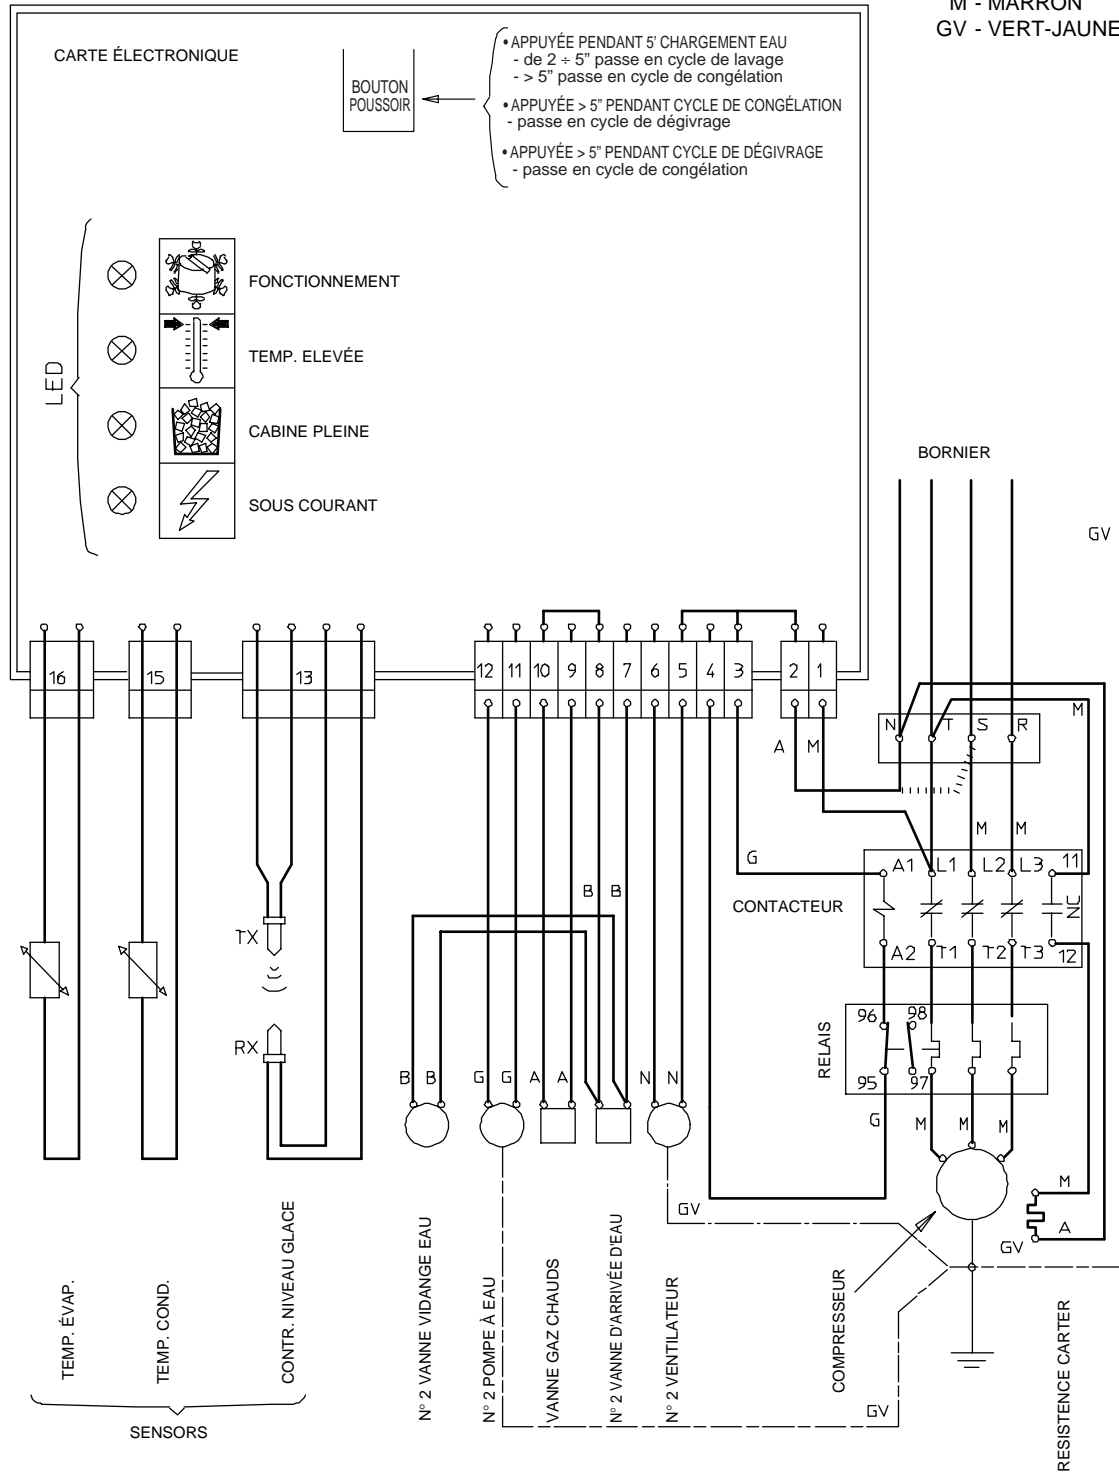 M - MARRON
GV - VERT-JAUNE
CARTE ÉLECTRONIQUE
BOUTON
POUSSOIR
• APPUYÉE PENDANT 5' CHARGEMENT EAU
- de 2 ÷ 5” passe en cycle de lavage
- > 5” passe en cycle de congélation
• APPUYÉE > 5” PENDANT CYCLE DE CONGÉLATION
- passe en cycle de dégivrage
• APPUYÉE > 5” PENDANT CYCLE DE DÉGIVRAGE
- passe en cycle de congélation
LED
FONCTIONNEMENT
TEMP. ELEVÉE
CABINE PLEINE
SOUS COURANT
BORNIER
GV
16 15 13 12 11 10 9 8 7 6 5 4 3 2 1
N T S R
M
A M
M M
G
A1 L1 L2 L3 11
CONTACTEUR
NC
A2 T1 T2 T3 12
B B
TX
RX
96 98
RELAIS
95 97
B B G G A A N N
G M M M
M
A
GV
GV
GV
TEMP. ÉVAP.
TEMP. COND.
CONTR. NIVEAU GLACE
SENSORS
N° 2 VANNE VIDANGE EAU
N° 2 POMPE À EAU
VANNE GAZ CHAUDS
N° 2 VANNE D'ARRIVÉE D'EAU
N° 2 VENTILATEUR
COMPRESSEUR
RESISTENCE CARTER